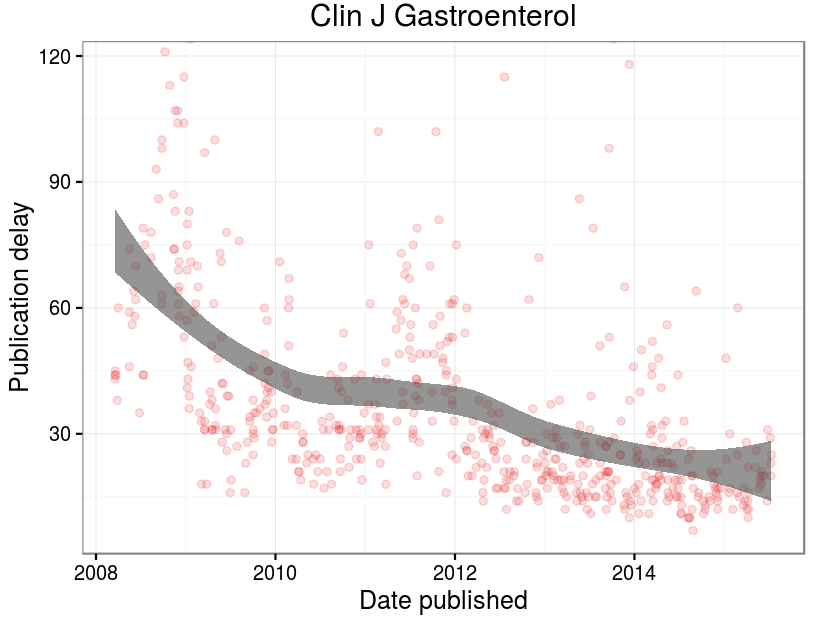 Clin J Gastroenterol
Publication delay
120
90
60
30
2008 2010 2012 2014
Date published